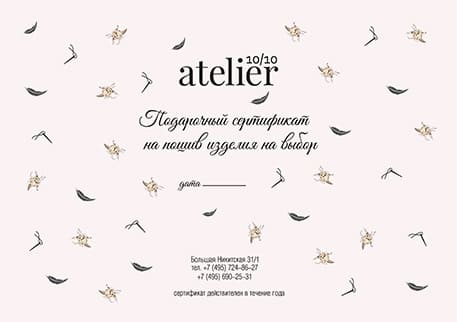 10/10
atelier
Подарочный сертификат
на пошив изделия на выбор
дата
Большая Никитская 31/1
тел. +7 (495) 724-86-27
+7 (495) 690-25-31
сертификат действителен в течение года